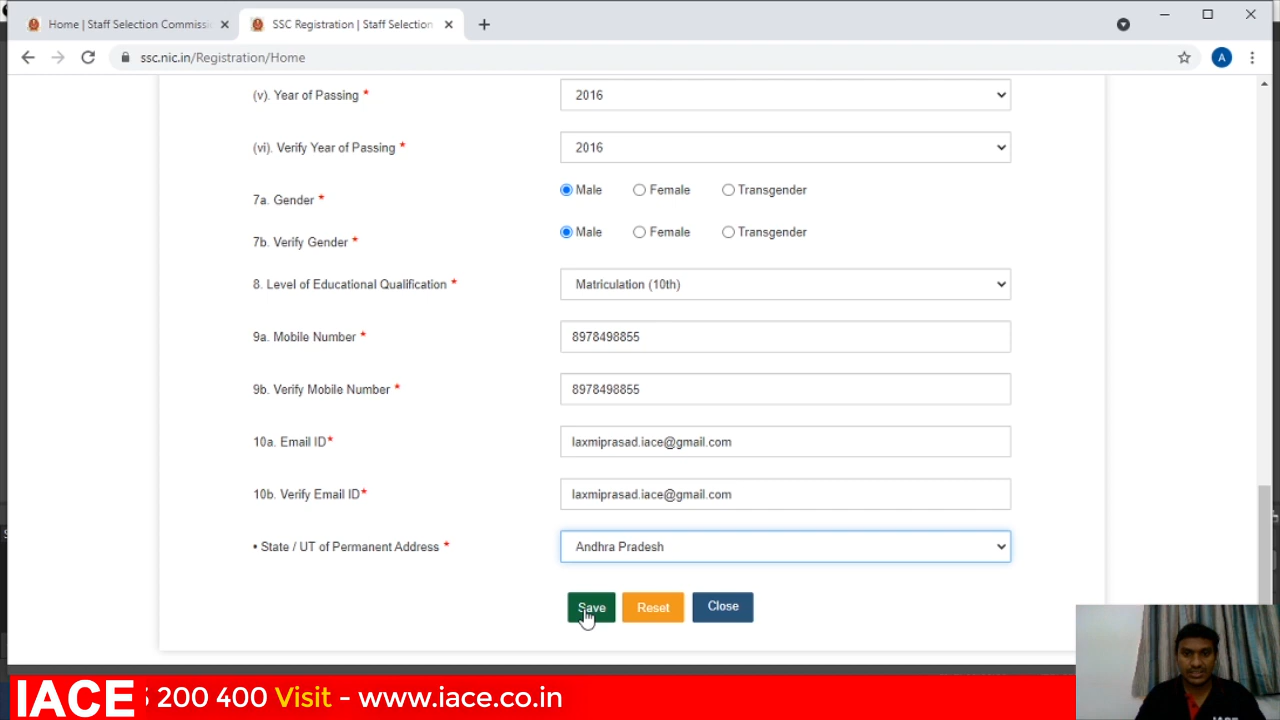 Home | Staff Selection Commiss
SSC Registration | Staff Selection
ssc.nic.in/Registration/Home
A
(v). Year of Passing * 2016
(vi). Verify Year of Passing * 2016
7a. Gender * Male Female Transgender
7b. Verify Gender * Male Female Transgender
8. Level of Educational Qualification * Matriculation (10th)
9a. Mobile Number * 8978498855
9b. Verify Mobile Number * 8978498855
10a. Email ID* laxmiprasad.iace@gmail.com
10b. Verify Email ID* laxmiprasad.iace@gmail.com
• State / UT of Permanent Address * Andhra Pradesh
Save Reset Close
IACE 200 400 Visit - www.iace.co.in